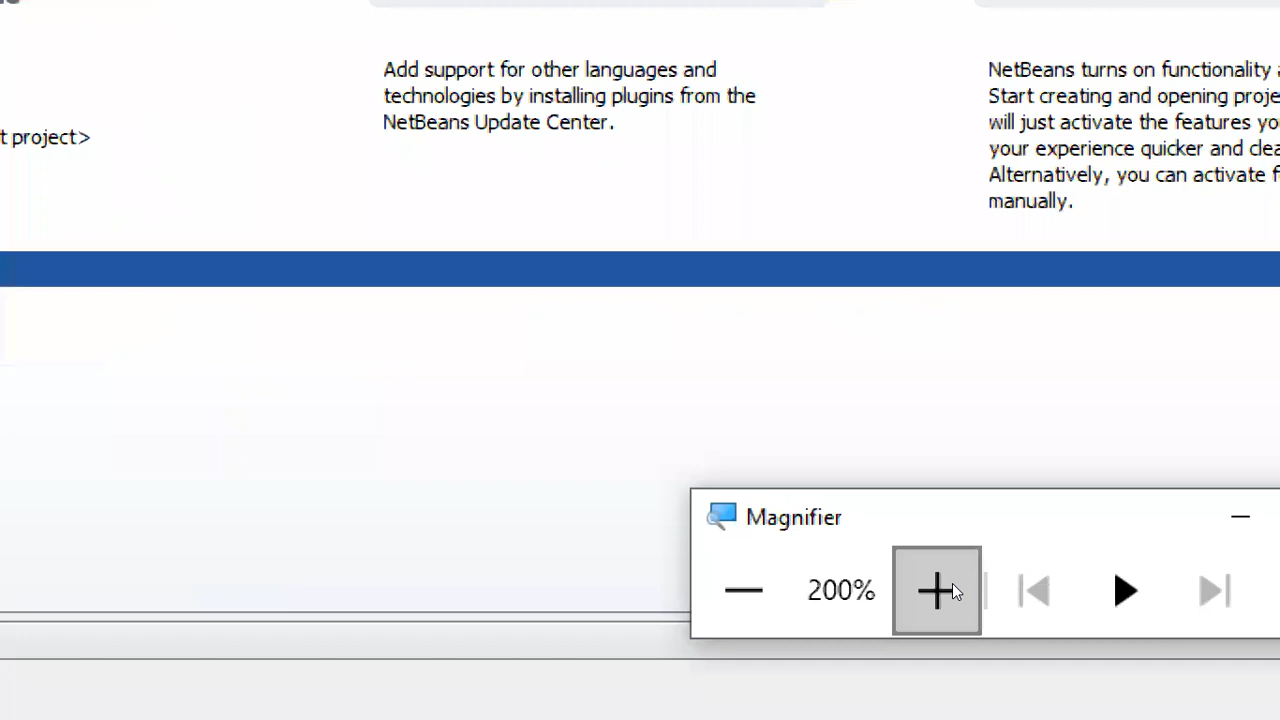 Add support for other languages and
technologies by installing plugins from the
NetBeans Update Center.
NetBeans turns on functionality
Start creating and opening proje
will just activate the features yo
your experience quicker and clea
Alternatively, you can activate f
manually.
t project>
Magnifier
200%